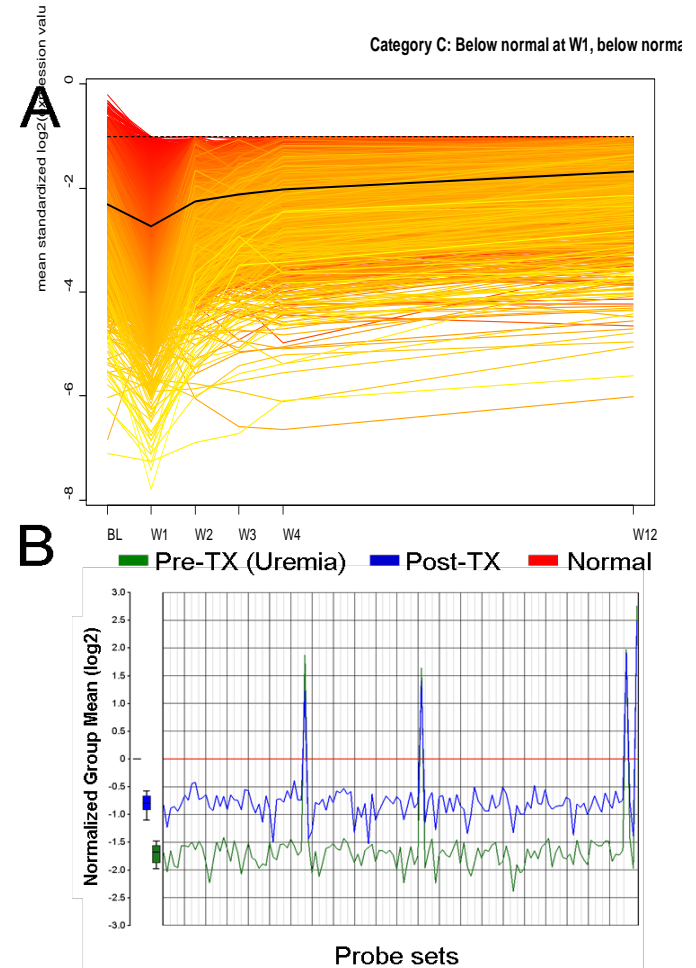 Category C: Below normal at W1, below norma
A
mean standardized log2(expression valu
0
-2
-4
-6
-8
BL W1 W2 W3 W4 W12
B
Pre-TX (Uremia) Post-TX Normal
Normalized Group Mean (log2)
3.0
2.5
2.0
1.5
1.0
0.5
0
-0.5
-1.0
-1.5
-2.0
-2.5
-3.0
Probe sets